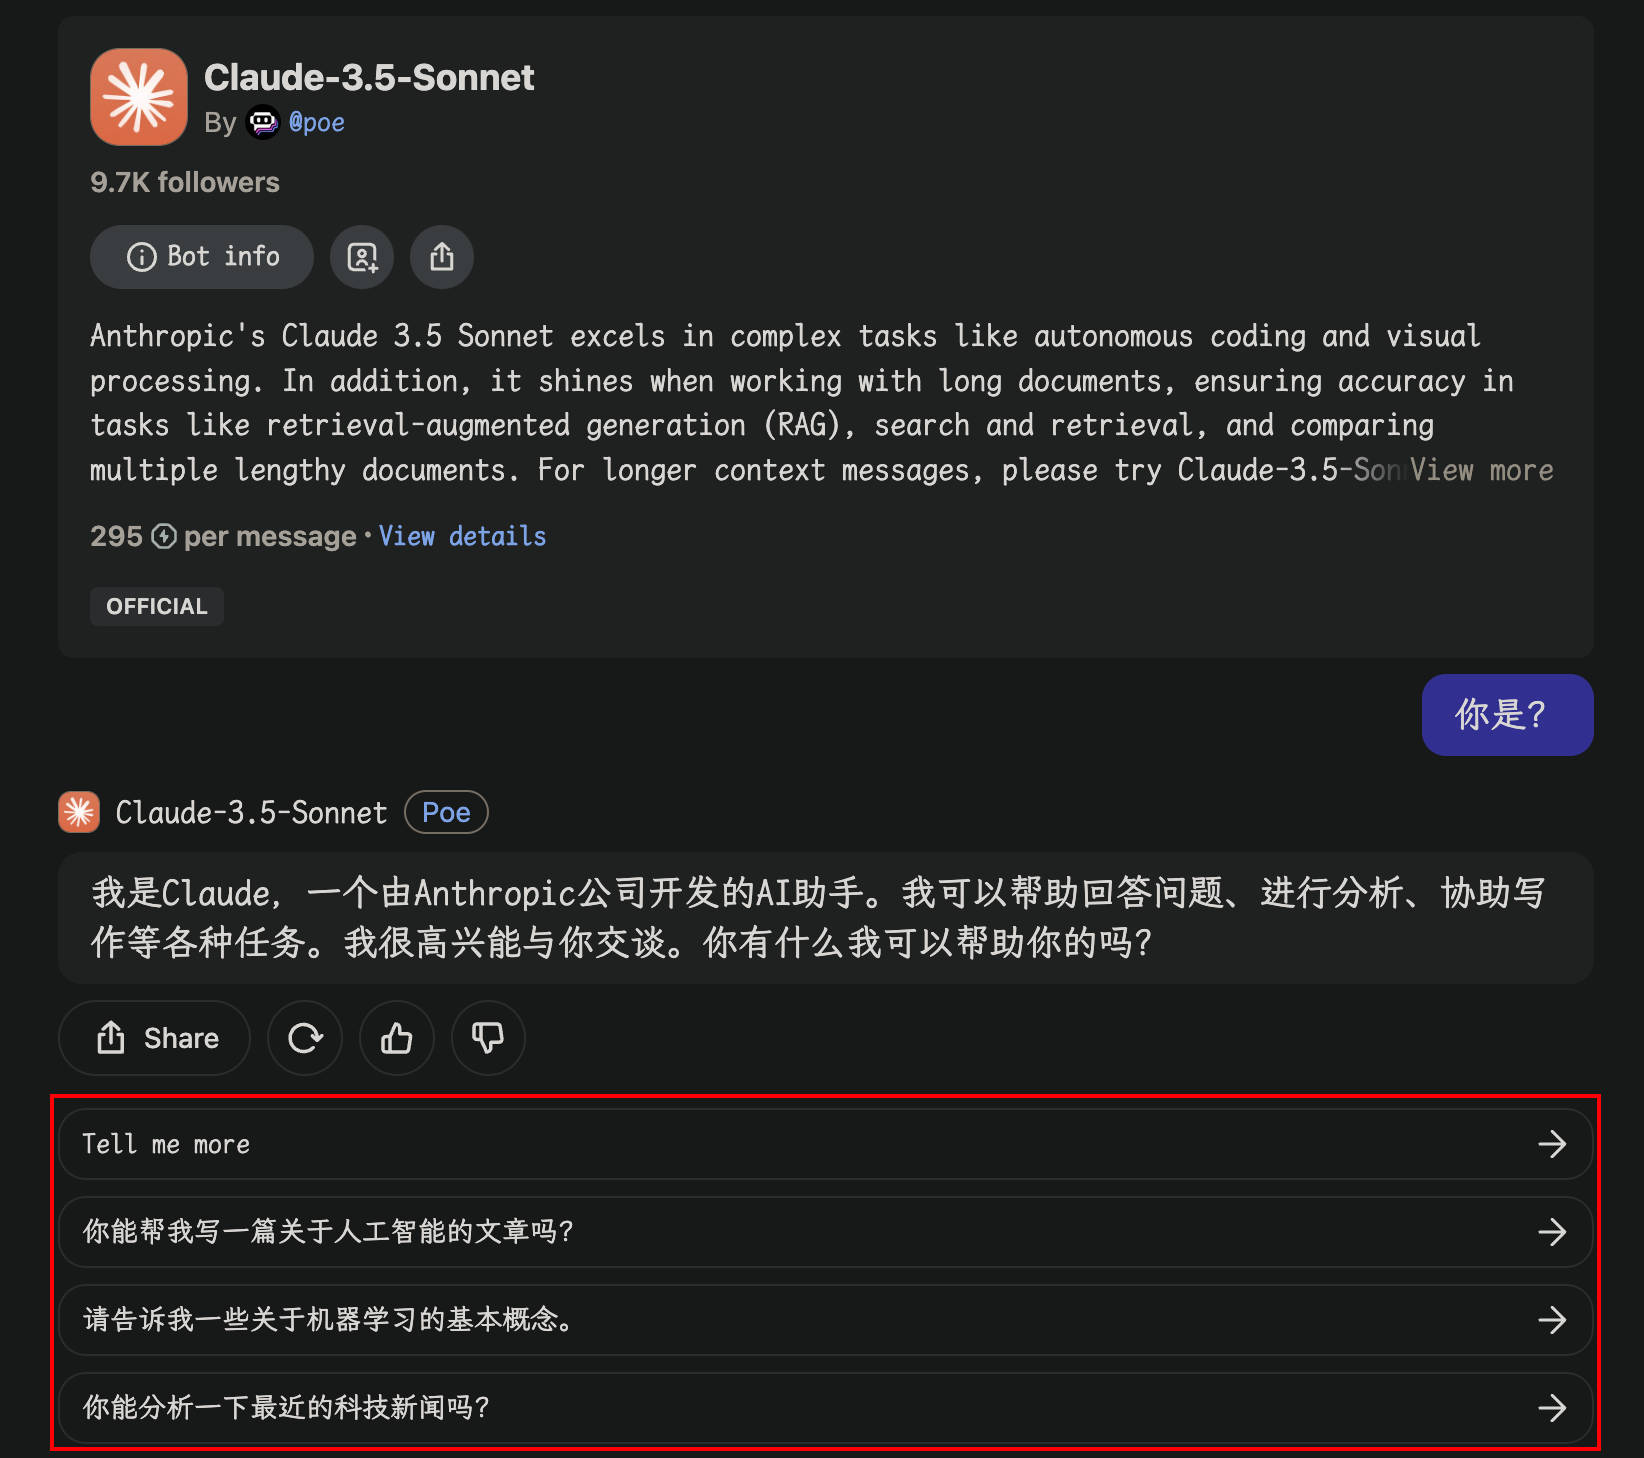 Claude-3.5-Sonnet
By @poe
9.7K followers
Bot info
Anthropic's Claude 3.5 Sonnet excels in complex tasks like autonomous coding and visual
processing. In addition, it shines when working with long documents, ensuring accuracy in
tasks like retrieval-augmented generation (RAG), search and retrieval, and comparing
multiple lengthy documents. For longer context messages, please try Claude-3.5-Son View more
295 per message · View details
OFFICIAL
你是?
Claude-3.5-Sonnet Poe
我是Claude, 一个由Anthropic公司开发的AI助手。我可以帮助回答问题、进行分析、协助写
作等各种任务。我很高兴能与你交谈。你有什么我可以帮助你的吗?
Share
Tell me more
你能帮我写一篇关于人工智能的文章吗?
请告诉我一些关于机器学习的基本概念。
你能分析一下最近的科技新闻吗?